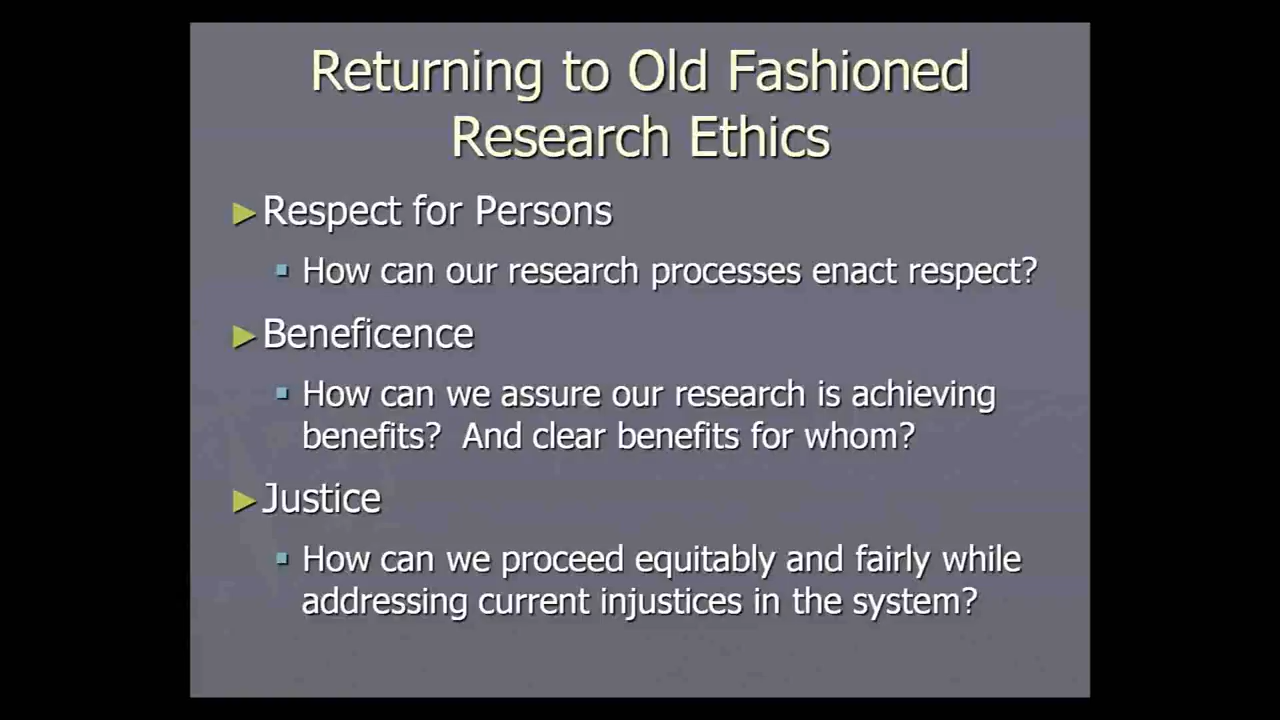 Returning to Old Fashioned
Research Ethics
Respect for Persons
How can our research processes enact respect?
Beneficence
How can we assure our research is achieving
benefits? And clear benefits for whom?
Justice
How can we proceed equitably and fairly while
addressing current injustices in the system?